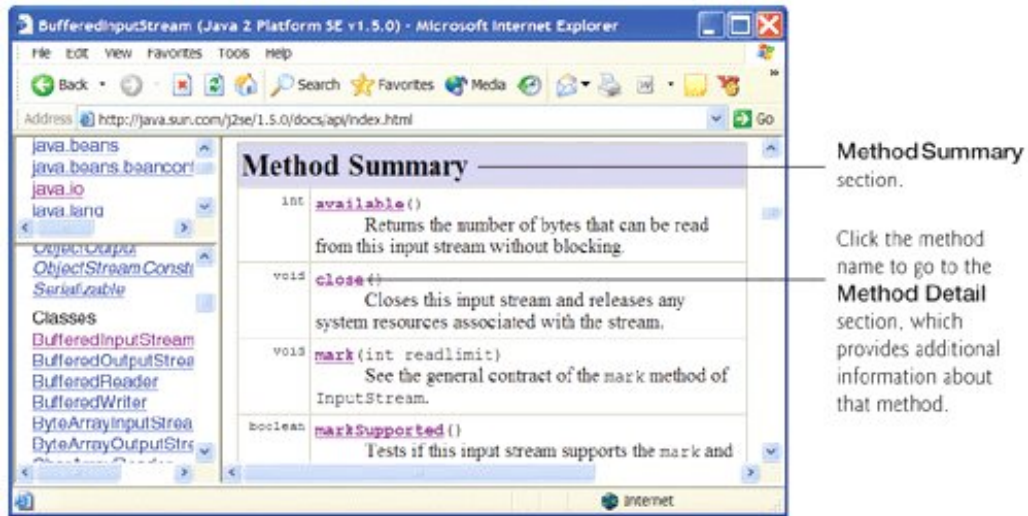 BufferedInputStream (Java 2 Platform SE v1.5.0) - Microsoft Internet Explorer
File Edit View Favorites Tools Help
Back Search Favorites Media
Address http://java.sun.com/j2se/1.5.0/docs/api/index.html Go
java.beans
java.beans.beancont
java.io
java.lang
ObjectOutput
ObjectStreamConsta
Serializable
Classes
BufferedInputStream
BufferedOutputStrea
BufferedReader
BufferedWriter
ByteArrayInputStrea
ByteArrayOutputStre
Method Summary
int available()
Returns the number of bytes that can be read
from this input stream without blocking.
void close()
Closes this input stream and releases any
system resources associated with the stream.
void mark(int readlimit)
See the general contract of the mark method of
InputStream.
boolean markSupported()
Tests if this input stream supports the mark and
Internet
Method Summary
section.
Click the method
name to go to the
Method Detail
section, which
provides additional
information about
that method.